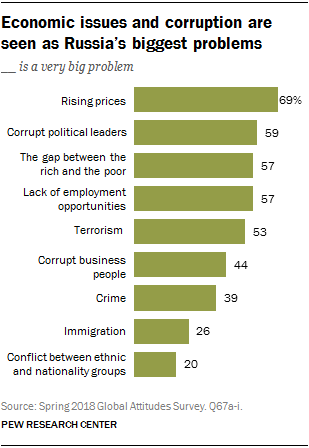 Economic issues and corruption are
seen as Russia's biggest problems
__ is a very big problem
Rising prices 69%
Corrupt political leaders 59
The gap between the
rich and the poor 57
Lack of employment
opportunities 57
Terrorism 53
Corrupt business
people 44
Crime 39
Immigration 26
Conflict between ethnic
and nationality groups 20
Source: Spring 2018 Global Attitudes Survey. Q67a-i.
PEW RESEARCH CENTER